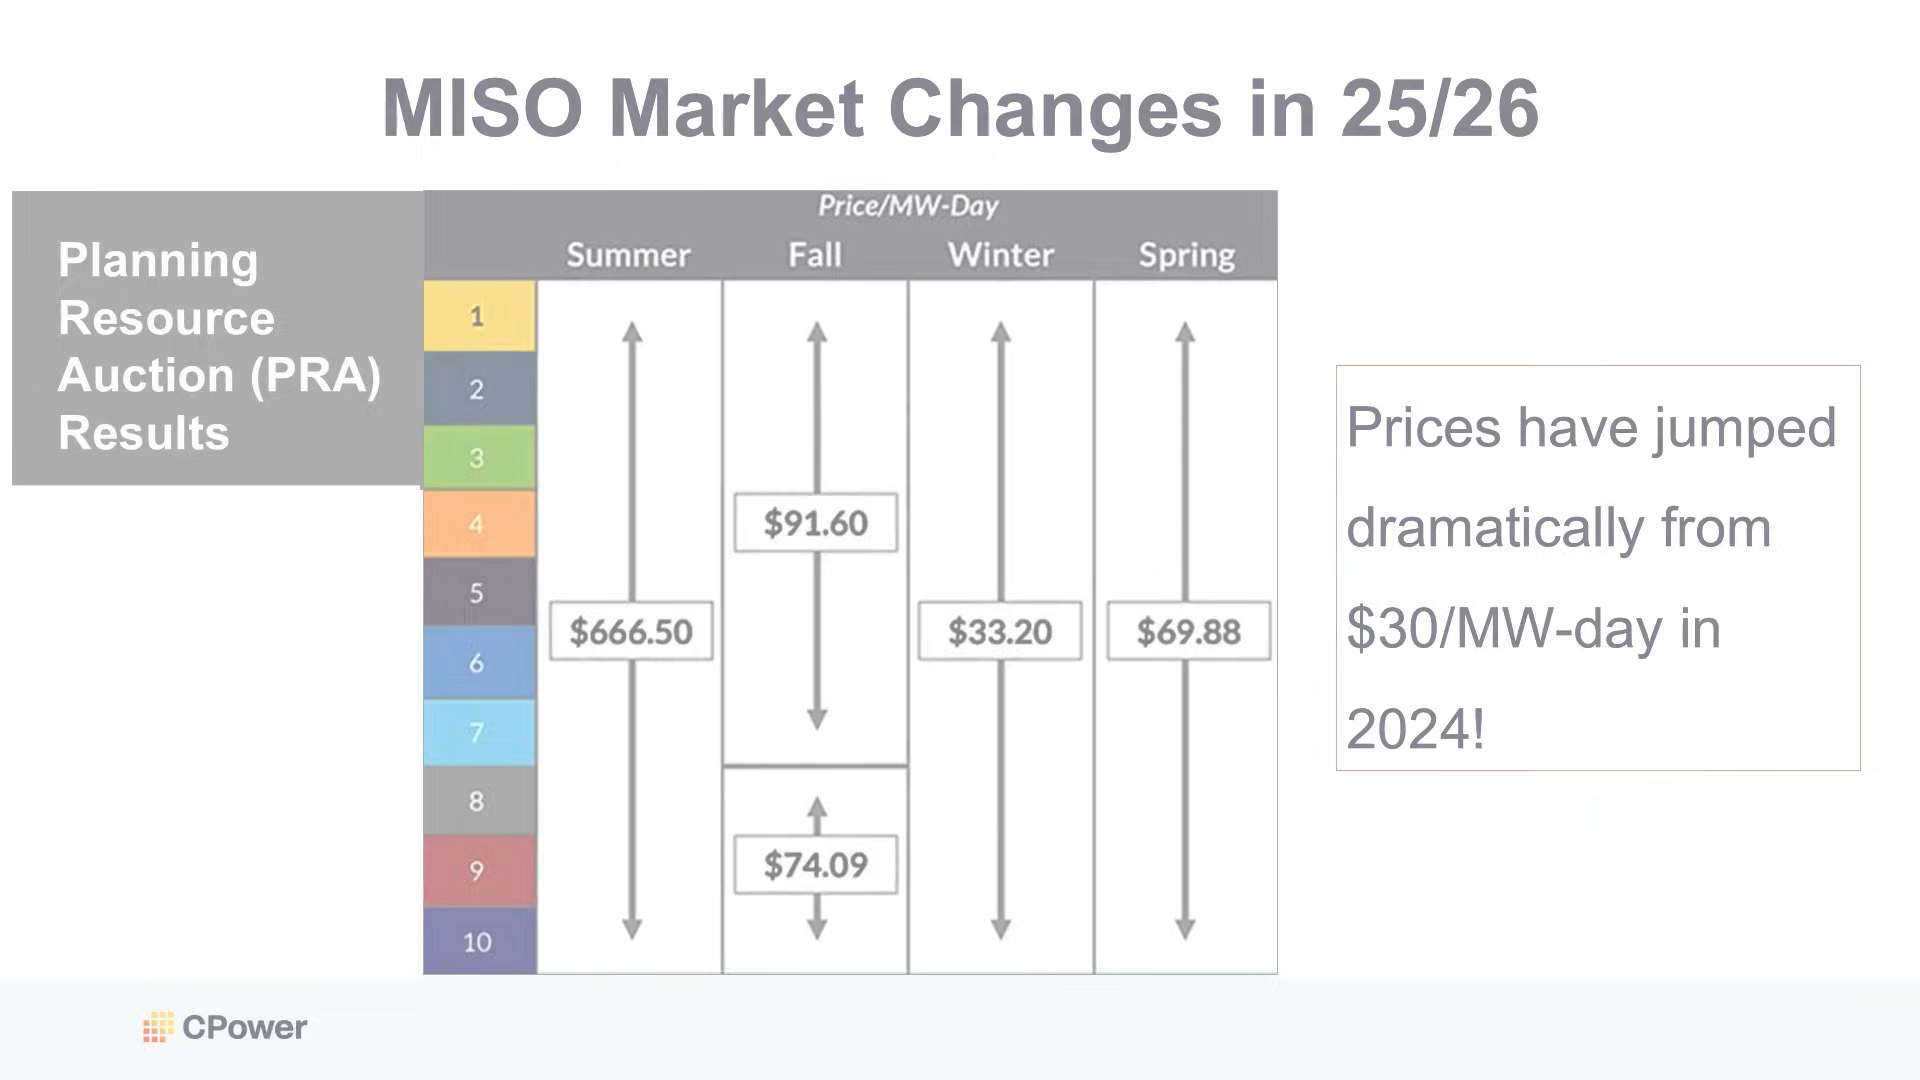 MISO Market Changes in 25/26
Planning
Resource
Auction (PRA)
Results
Price/MW-Day
Summer Fall Winter Spring
1
2
3
4
5
6
7
8
9
10
$91.60
$666.50 $33.20 $69.88
$74.09
Prices have jumped
dramatically from
$30/MW-day in
2024!
CPower